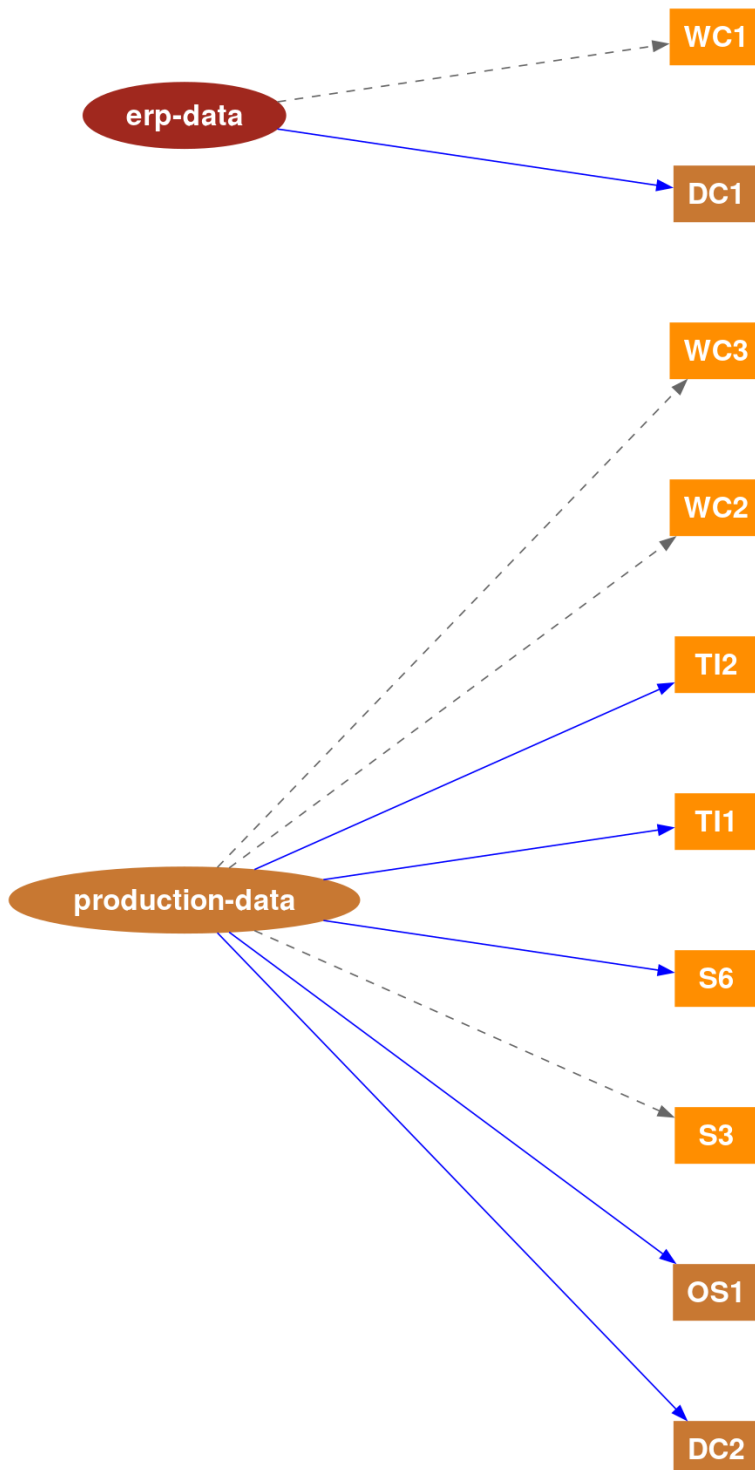 WC1
erp-data
DC1
WC3
WC2
TI2
TI1
production-data
S6
S3
OS1
DC2